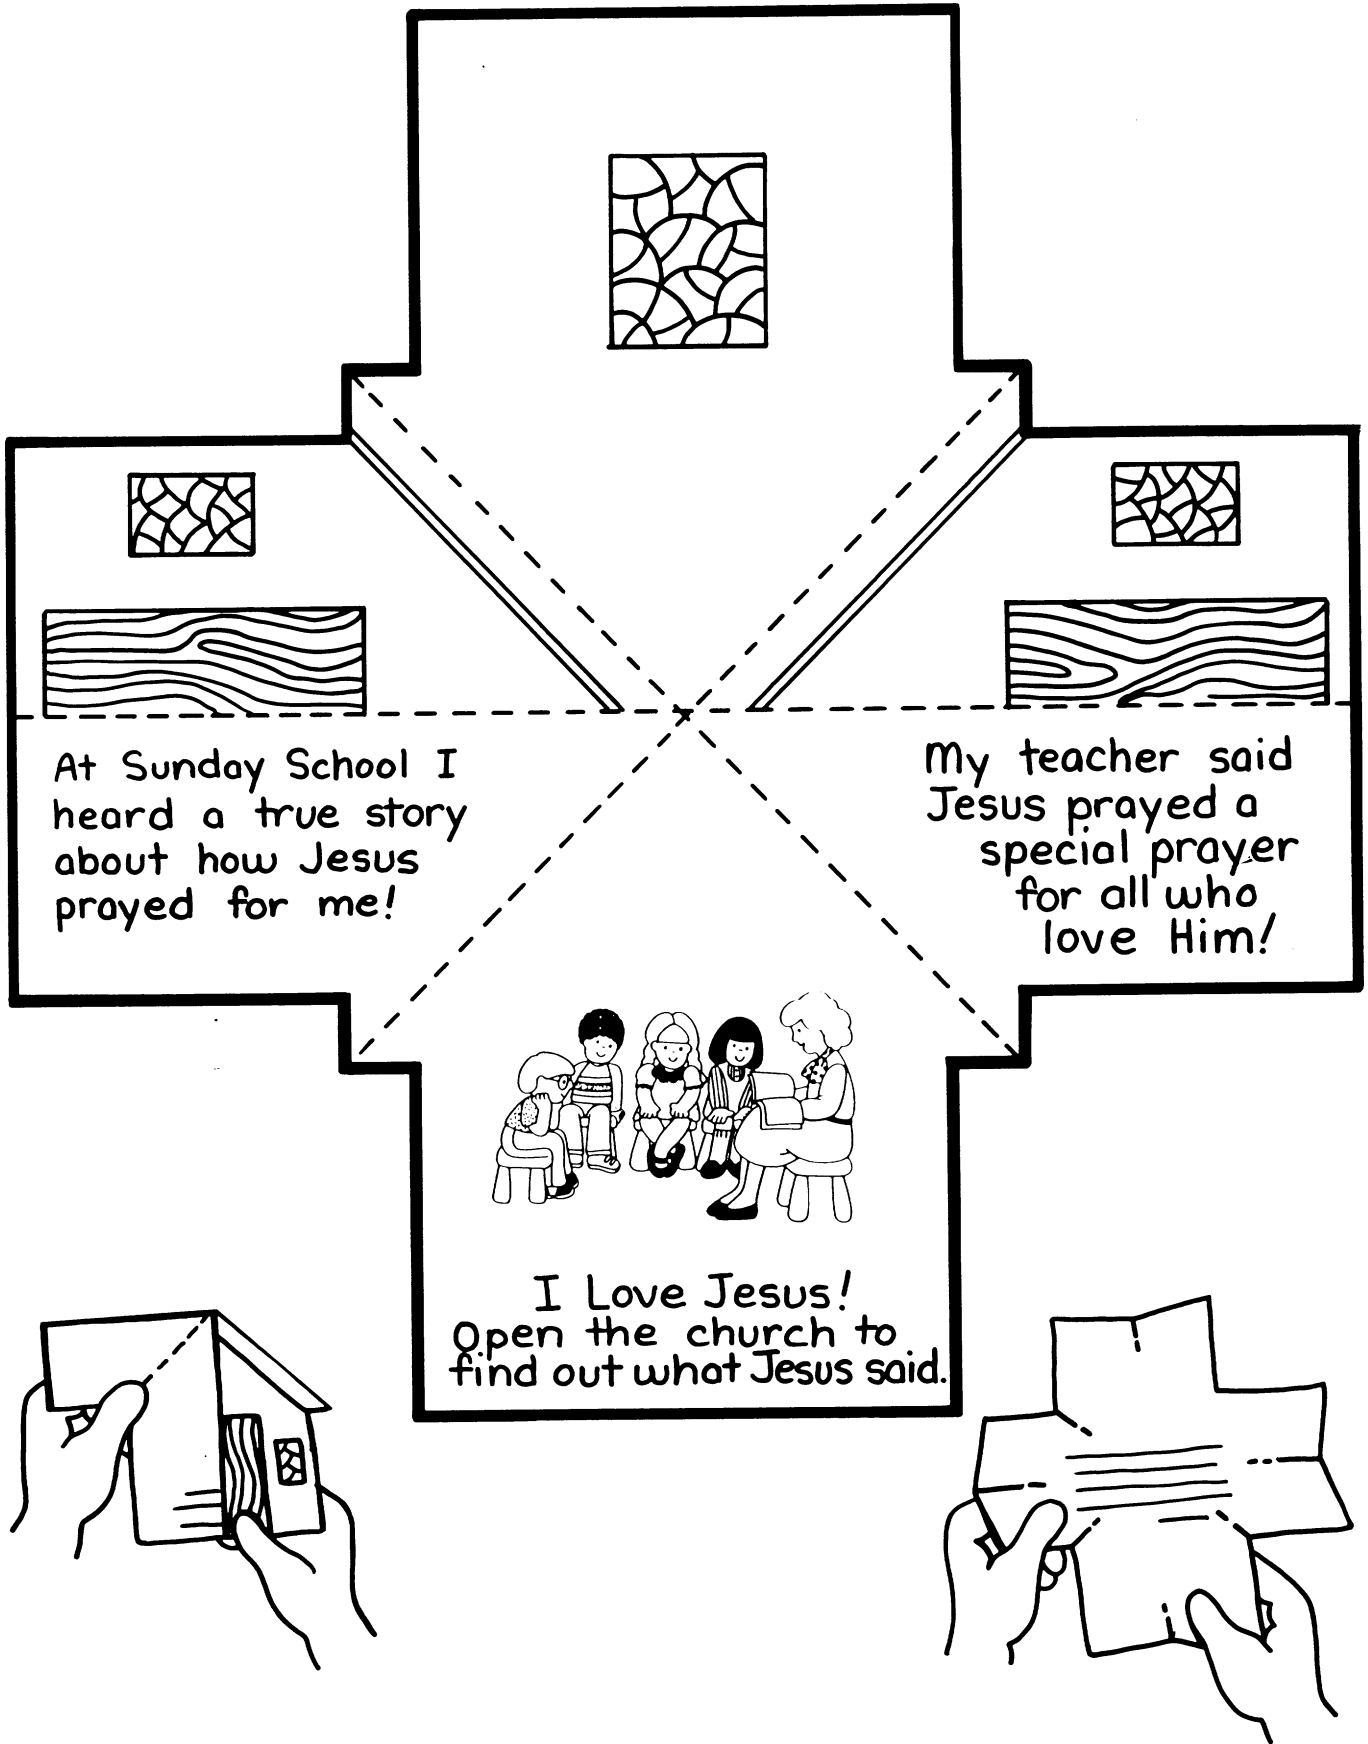 At Sunday School I
heard a true story
about how Jesus
prayed for me!
My teacher said
Jesus prayed a
special prayer
for all who
love Him!
I Love Jesus!
Open the church to
find out what Jesus said.